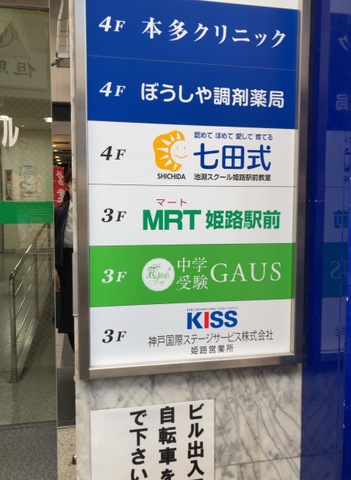 4F 本多クリニック
4F ぼうしや調剤薬局
認めて ほめて 愛して 育てる
4F 七田式
SHICHIDA 池渕スクール姫路駅前教室
マート
3F MRT 姫路駅前
3F 中学受験 GAUS
KISS
3F 神戸国際ステージサービス株式会社
姫路営業所
ビル出入
自転車を
で下さい